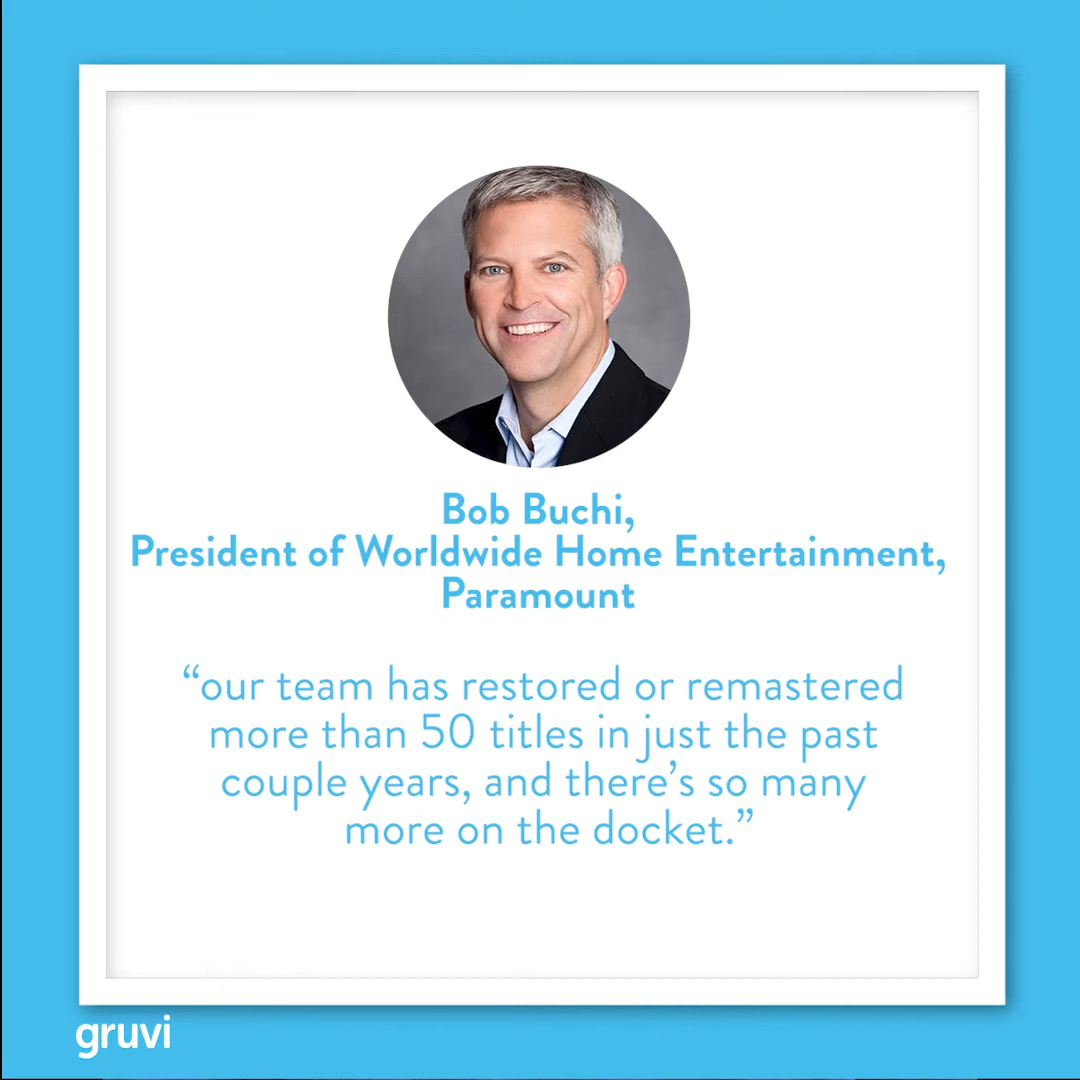 Bob Buchi,
President of Worldwide Home Entertainment,
Paramount
“our team has restored or remastered
more than 50 titles in just the past
couple years, and there’s so many
more on the docket.”
gruvi